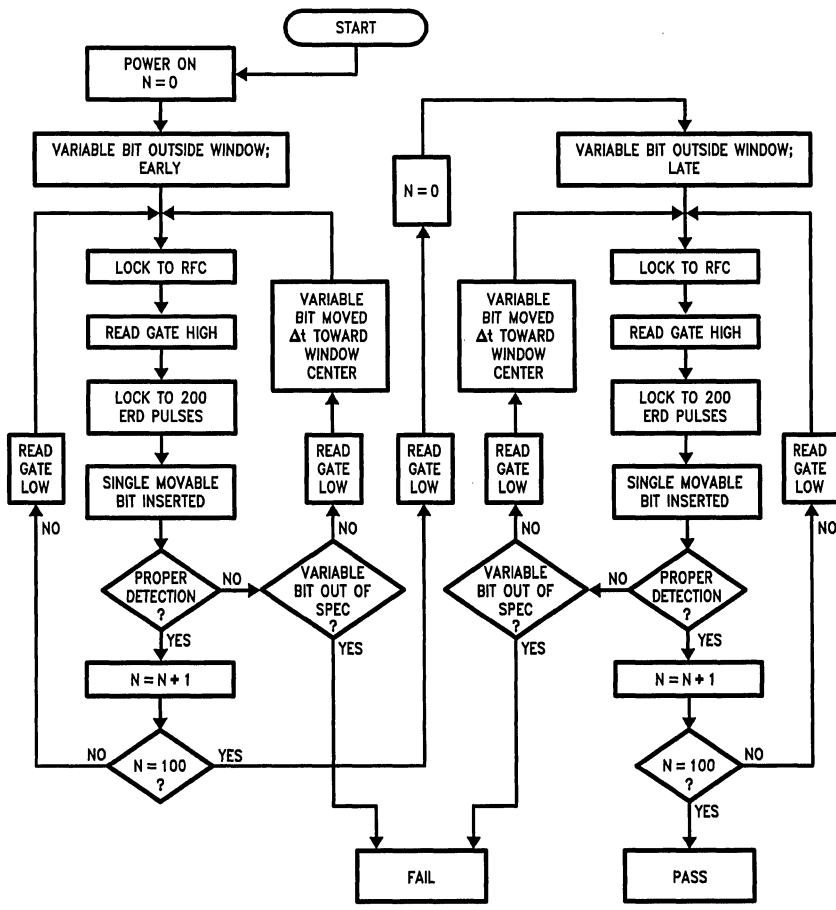 START
POWER ON
N = 0
VARIABLE BIT OUTSIDE WINDOW;
EARLY
LOCK TO RFC
READ GATE HIGH
LOCK TO 200
ERD PULSES
SINGLE MOVABLE
BIT INSERTED
PROPER
DETECTION
?
YES
N = N + 1
N = 100
?
NO
READ
GATE
LOW
NO
NO
VARIABLE
BIT OUT OF
SPEC
?
NO
READ
GATE
LOW
VARIABLE
BIT MOVED
Δt TOWARD
WINDOW
CENTER
YES
YES
READ
GATE
LOW
N = 0
VARIABLE BIT OUTSIDE WINDOW;
LATE
LOCK TO RFC
READ GATE HIGH
LOCK TO 200
ERD PULSES
SINGLE MOVABLE
BIT INSERTED
PROPER
DETECTION
?
NO
VARIABLE
BIT OUT OF
SPEC
?
NO
READ
GATE
LOW
VARIABLE
BIT MOVED
Δt TOWARD
WINDOW
CENTER
YES
YES
N = N + 1
N = 100
?
NO
READ
GATE
LOW
NO
YES
FAIL
PASS